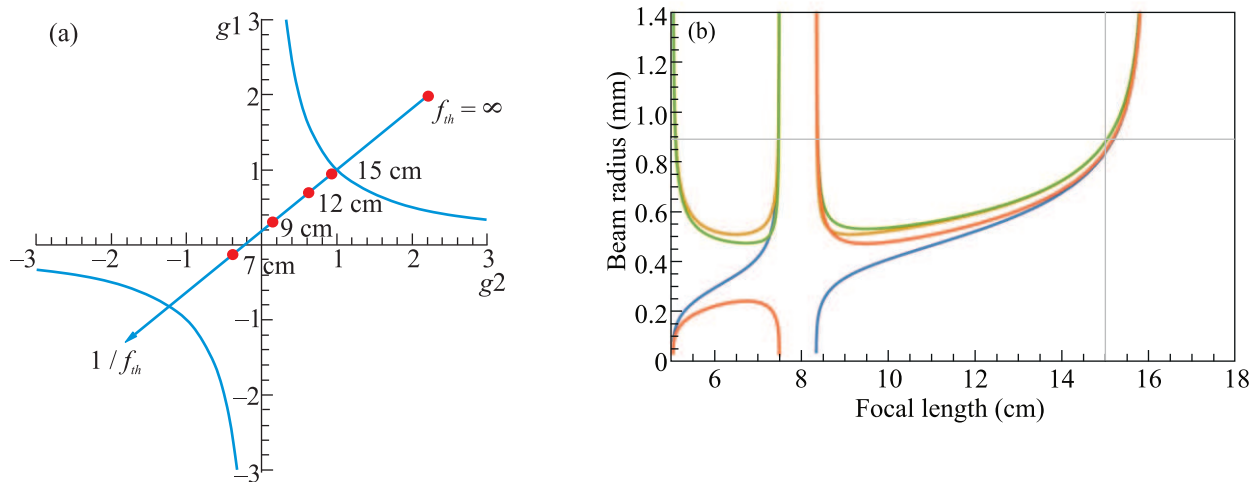 (a)
g1 3
2
f_th = ∞
1
15 cm
12 cm
9 cm
−3 −2 −1 1 2 3
7 cm
g2
−1
1 / f_th
−2
−3
(b)
1.4
1.2
1.0
0.8
0.6
0.4
0.2
0
Beam radius (mm)
6 8 10 12 14 16 18
Focal length (cm)